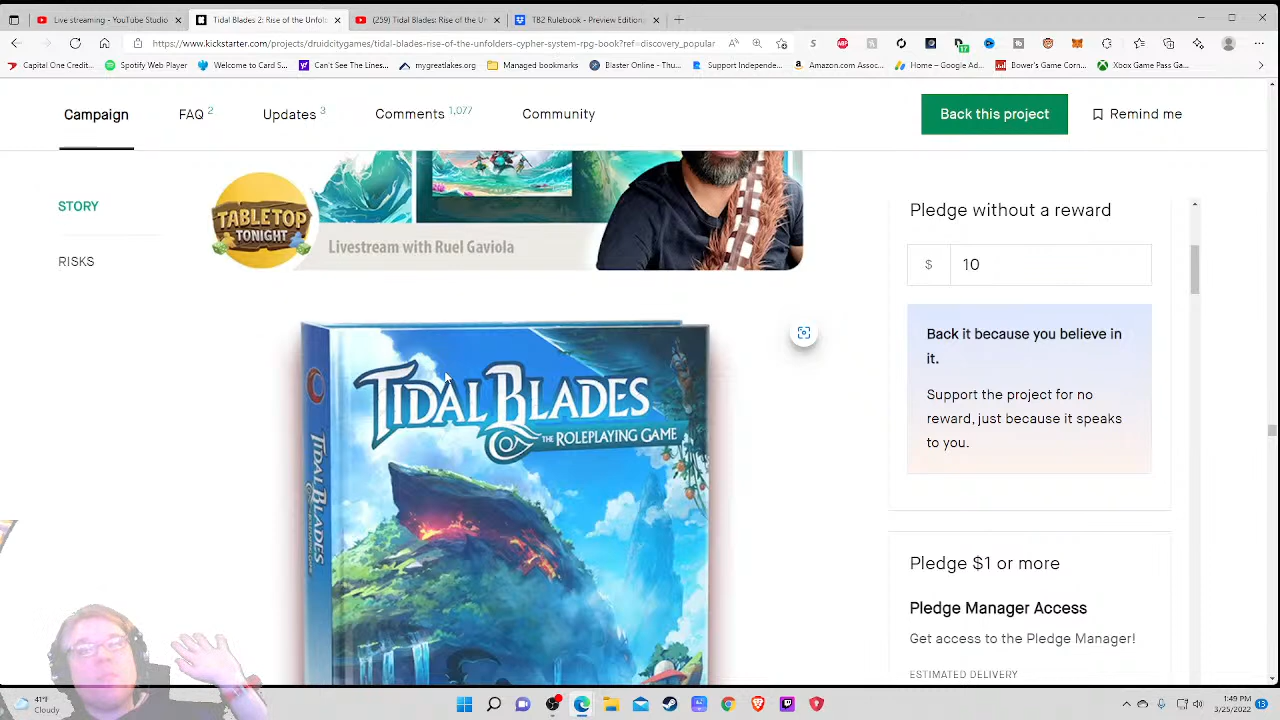 Live streaming - YouTube Studio
Tidal Blades 2: Rise of the Unfold
(259) Tidal Blades Rise of the U
TB2 Rulebook - Preview Edition.
https://www.kickstarter.com/projects/druidcitygames/tidal-blades-rise-of-the-unfolders-cypher-system-rpg-book?ref=discovery_popular
Capital One Credit...
Spotify Web Player
Welcome to Card S...
Can't See The Lines...
mygreatlakes.org
Managed bookmarks
Blaster Online - Thu...
Support Independe...
Amazon.com Assoc...
Home – Google Ad...
Bower's Game Corn...
Xbox Game Pass Ga...
Campaign
FAQ 2
Updates 3
Comments 1,077
Community
Back this project
Remind me
STORY
RISKS
TABLETOP
TONIGHT
Livestream with Ruel Gaviola
TIDAL BLADES
THE ROLEPLAYING GAME
TIDAL BLADES
Pledge without a reward
$ 10
Back it because you believe in
it.
Support the project for no
reward, just because it speaks
to you.
Pledge $1 or more
Pledge Manager Access
Get access to the Pledge Manager!
ESTIMATED DELIVERY
41°F
Cloudy
1:49 PM
3/25/2022